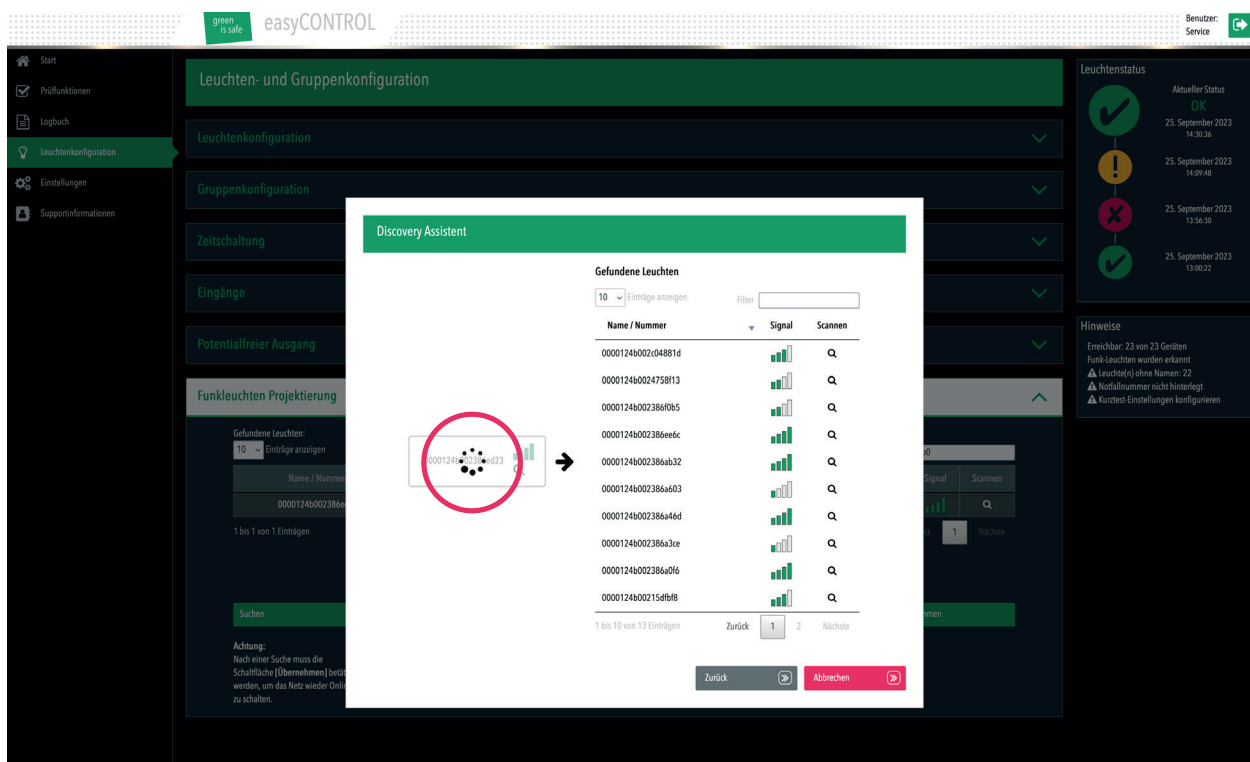 green
is safe
easyCONTROL
Benutzer:
Service
Start
Prüffunktionen
Logbuch
Leuchtenkonfiguration
Einstellungen
Supportinformationen
Leuchten- und Gruppenkonfiguration
Leuchtenkonfiguration
Gruppenkonfiguration
Zeitschaltung
Eingänge
Potentialfreier Ausgang
Funkleuchten Projektierung
Gefundene Leuchten:
10 Einträge anzeigen
Name / Numme
0000124b002386e
1 bis 1 von 1 Einträgen
Suchen
Achtung:
Nach einer Suche muss die
Schaltfläche [Übernehmen] betät
werden, um das Netz wieder Onli
zu schalten.
Discovery Assistent
Gefundene Leuchten
10 Einträge anzeigen Filter
Name / Nummer Signal Scannen
0000124b002c04881d
0000124b0024758f13
0000124b002386f0b5
0000124b002386ee6c
0000124b002386ab32
0000124b002386a603
0000124b002386a46d
0000124b002386a3ce
0000124b002386a0f6
0000124b00215dfbf8
1 bis 10 von 13 Einträgen Zurück 1 2 Nächste
Zurück
Abbrechen
Signal Scannen
1 Nächste
Leuchtenstatus
Aktueller Status
OK
25. September 2023
14:30:36
25. September 2023
14:09:48
25. September 2023
13:56:30
25. September 2023
13:00:22
Hinweise
Erreichbar: 23 von 23 Geräten
Funk-Leuchten wurden erkannt
Leuchte(n) ohne Namen: 22
Notfallnummer nicht hinterlegt
Kurztest-Einstellungen konfigurieren